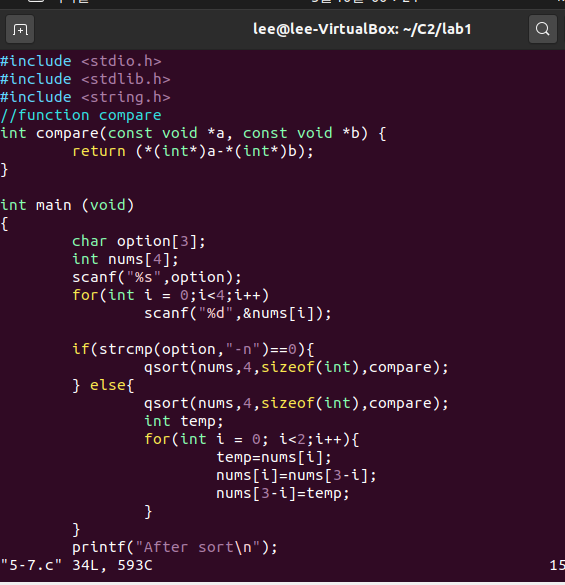 lee@lee-VirtualBox: ~/C2/lab1
#include <stdio.h>
#include <stdlib.h>
#include <string.h>
//function compare
int compare(const void *a, const void *b) {
        return (*(int*)a-*(int*)b);
}

int main (void)
{
        char option[3];
        int nums[4];
        scanf("%s",option);
        for(int i = 0;i<4;i++)
                scanf("%d",&nums[i]);

        if(strcmp(option,"-n")==0){
                qsort(nums,4,sizeof(int),compare);
        } else{
                qsort(nums,4,sizeof(int),compare);
                int temp;
                for(int i = 0; i<2;i++){
                        temp=nums[i];
                        nums[i]=nums[3-i];
                        nums[3-i]=temp;
                }
        }
        printf("After sort\n");
"5-7.c" 34L, 593C
15